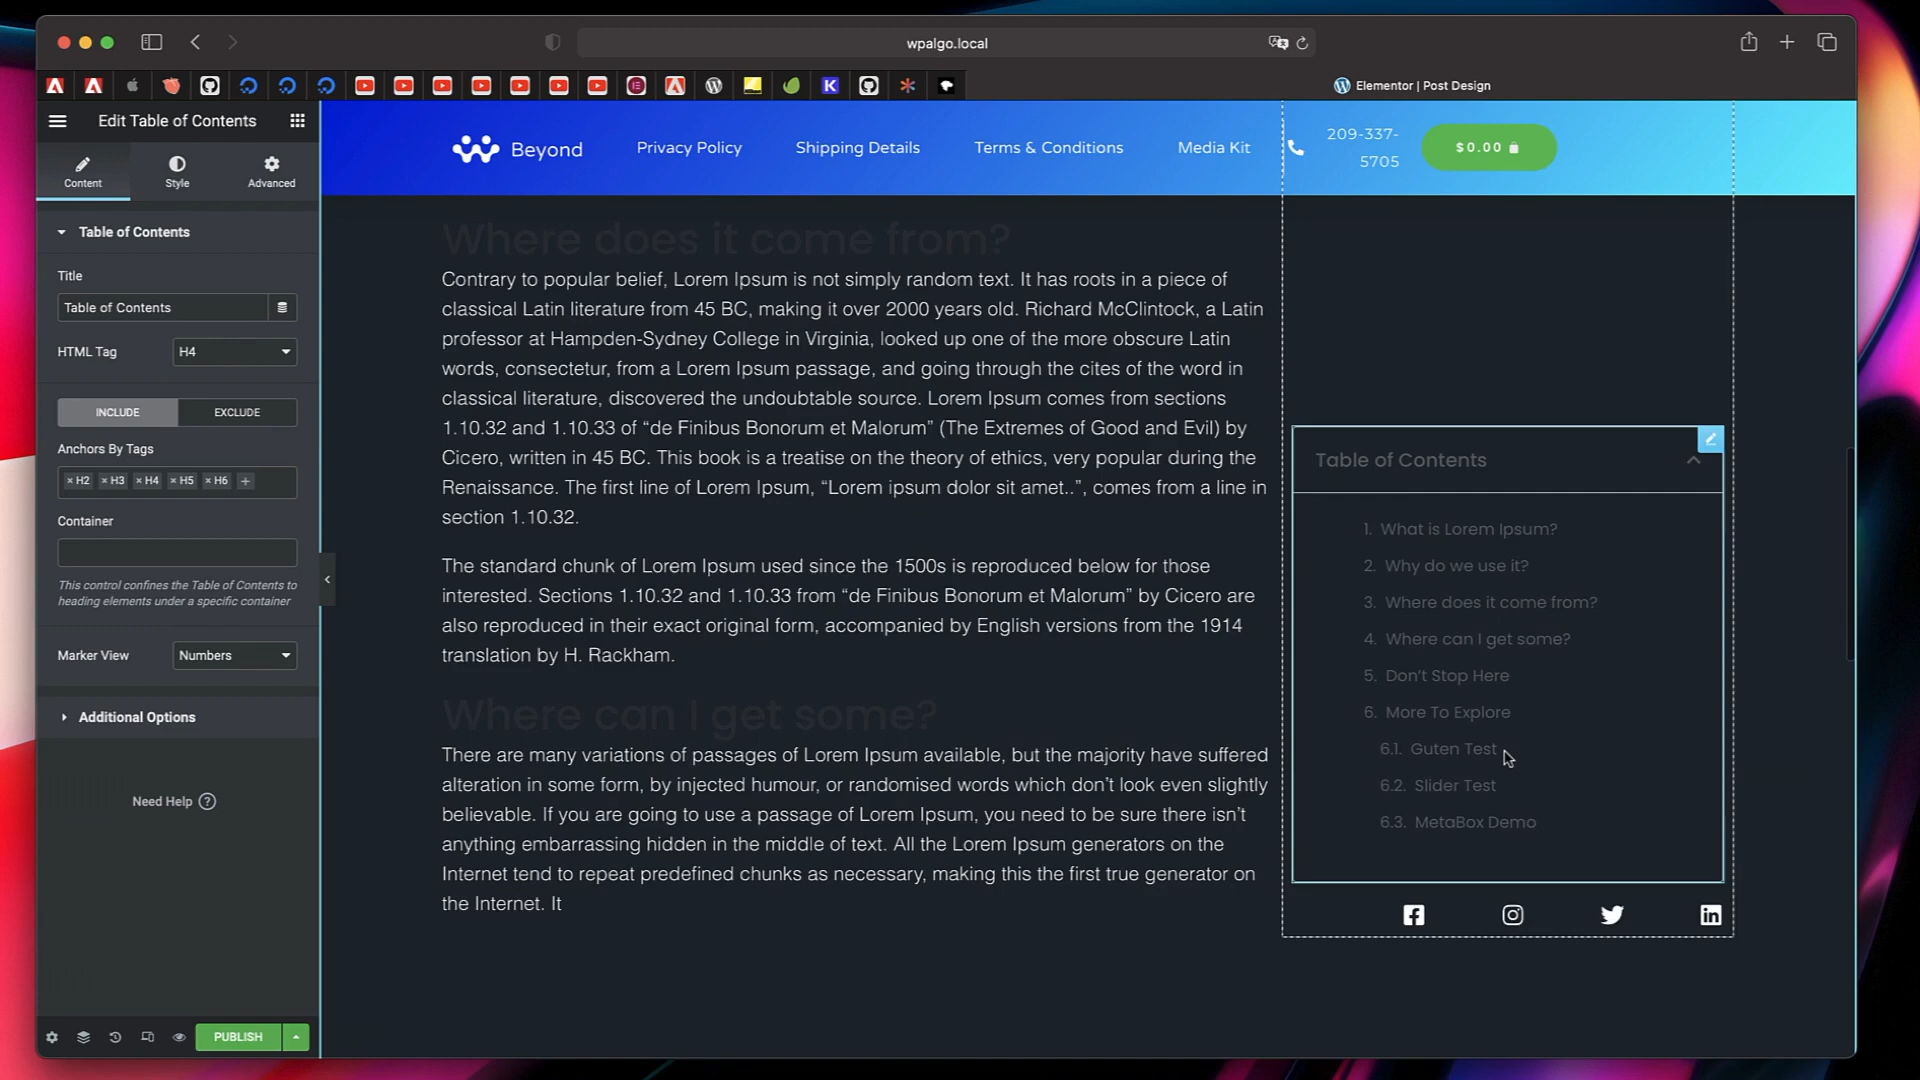 wpalgo.local
Elementor | Post Design
Edit Table of Contents
Content
Style
Advanced
Table of Contents
Title
Table of Contents
HTML Tag
H4
INCLUDE
EXCLUDE
Anchors By Tags
× H2 × H3 × H4 × H5 × H6 +
Container
This control confines the Table of Contents to
heading elements under a specific container
Marker View
Numbers
Additional Options
Need Help ?
PUBLISH
Beyond
Privacy Policy
Shipping Details
Terms & Conditions
Media Kit
209-337-
5705
$0.00
Where does it come from?
Contrary to popular belief, Lorem Ipsum is not simply random text. It has roots in a piece of
classical Latin literature from 45 BC, making it over 2000 years old. Richard McClintock, a Latin
professor at Hampden-Sydney College in Virginia, looked up one of the more obscure Latin
words, consectetur, from a Lorem Ipsum passage, and going through the cites of the word in
classical literature, discovered the undoubtable source. Lorem Ipsum comes from sections
1.10.32 and 1.10.33 of “de Finibus Bonorum et Malorum” (The Extremes of Good and Evil) by
Cicero, written in 45 BC. This book is a treatise on the theory of ethics, very popular during the
Renaissance. The first line of Lorem Ipsum, “Lorem ipsum dolor sit amet..”, comes from a line in
section 1.10.32.
The standard chunk of Lorem Ipsum used since the 1500s is reproduced below for those
interested. Sections 1.10.32 and 1.10.33 from “de Finibus Bonorum et Malorum” by Cicero are
also reproduced in their exact original form, accompanied by English versions from the 1914
translation by H. Rackham.
Where can I get some?
There are many variations of passages of Lorem Ipsum available, but the majority have suffered
alteration in some form, by injected humour, or randomised words which don’t look even slightly
believable. If you are going to use a passage of Lorem Ipsum, you need to be sure there isn’t
anything embarrassing hidden in the middle of text. All the Lorem Ipsum generators on the
Internet tend to repeat predefined chunks as necessary, making this the first true generator on
the Internet. It
Table of Contents
1. What is Lorem Ipsum?
2. Why do we use it?
3. Where does it come from?
4. Where can I get some?
5. Don’t Stop Here
6. More To Explore
6.1. Guten Test
6.2. Slider Test
6.3. MetaBox Demo